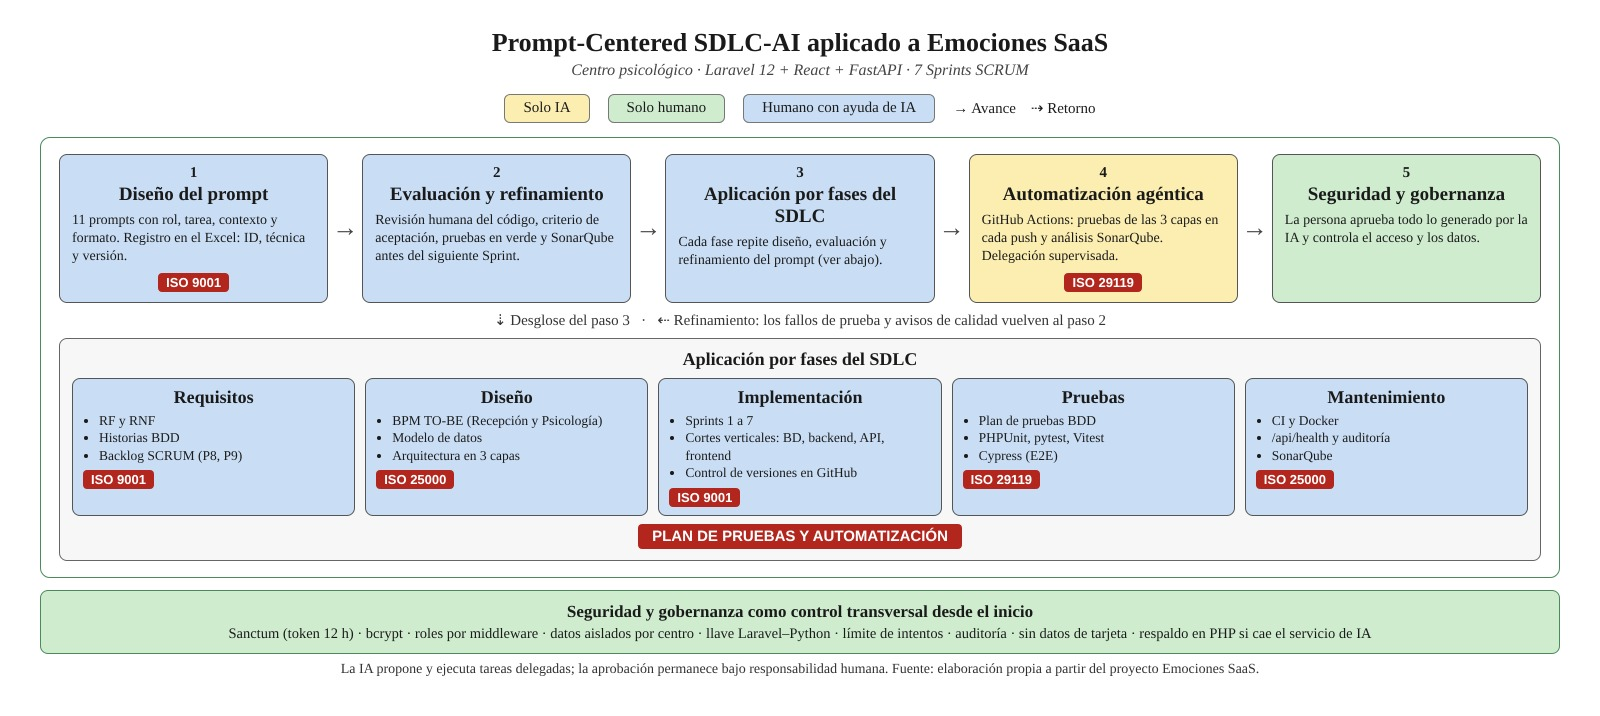 Prompt-Centered SDLC-AI aplicado a Emociones SaaS
Centro psicológico · Laravel 12 + React + FastAPI · 7 Sprints SCRUM
Solo IA
Solo humano
Humano con ayuda de IA
→ Avance
⇢ Retorno
1
Diseño del prompt
11 prompts con rol, tarea, contexto y
formato. Registro en el Excel: ID, técnica
y versión.
ISO 9001
→
2
Evaluación y refinamiento
Revisión humana del código, criterio de
aceptación, pruebas en verde y SonarQube
antes del siguiente Sprint.
→
3
Aplicación por fases del
SDLC
Cada fase repite diseño, evaluación y
refinamiento del prompt (ver abajo).
→
4
Automatización agéntica
GitHub Actions: pruebas de las 3 capas en
cada push y análisis SonarQube.
Delegación supervisada.
ISO 29119
→
5
Seguridad y gobernanza
La persona aprueba todo lo generado por la
IA y controla el acceso y los datos.
⇣ Desglose del paso 3 · ⇠ Refinamiento: los fallos de prueba y avisos de calidad vuelven al paso 2
Aplicación por fases del SDLC
Requisitos
• RF y RNF
• Historias BDD
• Backlog SCRUM (P8, P9)
ISO 9001
Diseño
• BPM TO-BE (Recepción y Psicología)
• Modelo de datos
• Arquitectura en 3 capas
ISO 25000
Implementación
• Sprints 1 a 7
• Cortes verticales: BD, backend, API,
frontend
• Control de versiones en GitHub
ISO 9001
Pruebas
• Plan de pruebas BDD
• PHPUnit, pytest, Vitest
• Cypress (E2E)
ISO 29119
Mantenimiento
• CI y Docker
• /api/health y auditoría
• SonarQube
ISO 25000
PLAN DE PRUEBAS Y AUTOMATIZACIÓN
Seguridad y gobernanza como control transversal desde el inicio
Sanctum (token 12 h) · bcrypt · roles por middleware · datos aislados por centro · llave Laravel–Python · límite de intentos · auditoría · sin datos de tarjeta · respaldo en PHP si cae el servicio de IA
La IA propone y ejecuta tareas delegadas; la aprobación permanece bajo responsabilidad humana. Fuente: elaboración propia a partir del proyecto Emociones SaaS.